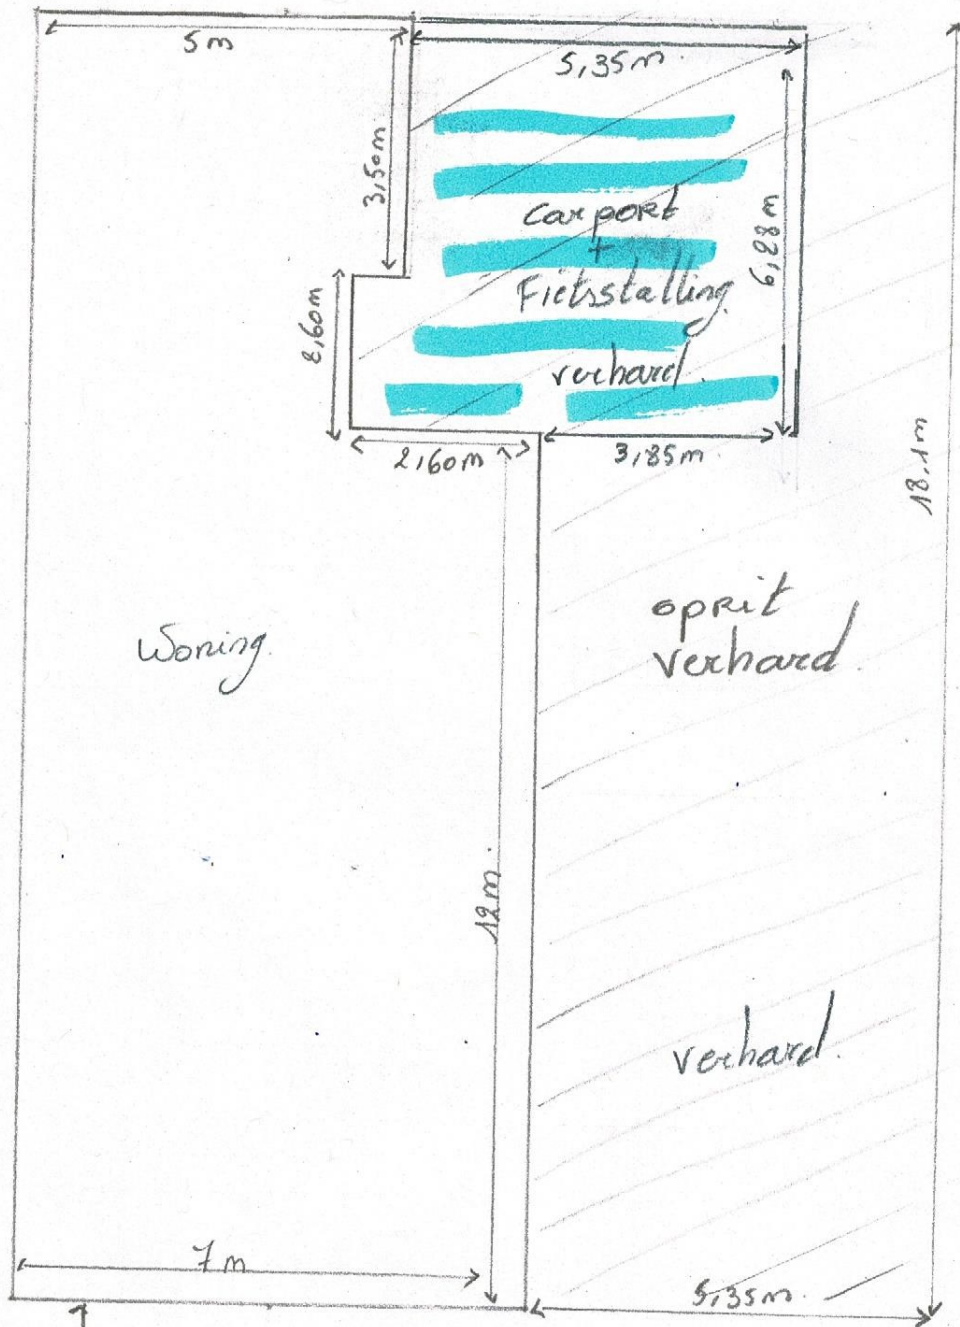 5m
5,35m.
3,50m
6,28m
carport
+
Fietsstalling
verhard.
2,60m
2,60m
3,85m.
18.1m
oprit
verhard.
Woning.
12m.
verhard.
7m
5,35m.